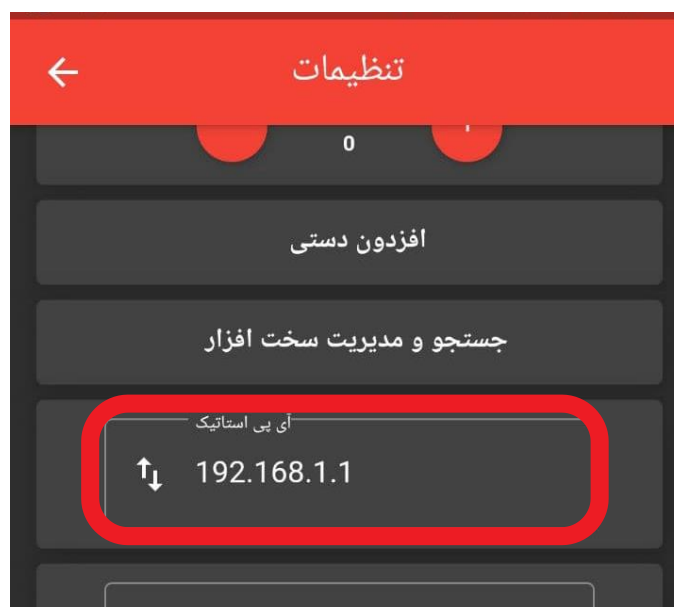 تنظیمات
0
افزدون دستی
جستجو و مدیریت سخت افزار
آی پی استاتیک
192.168.1.1